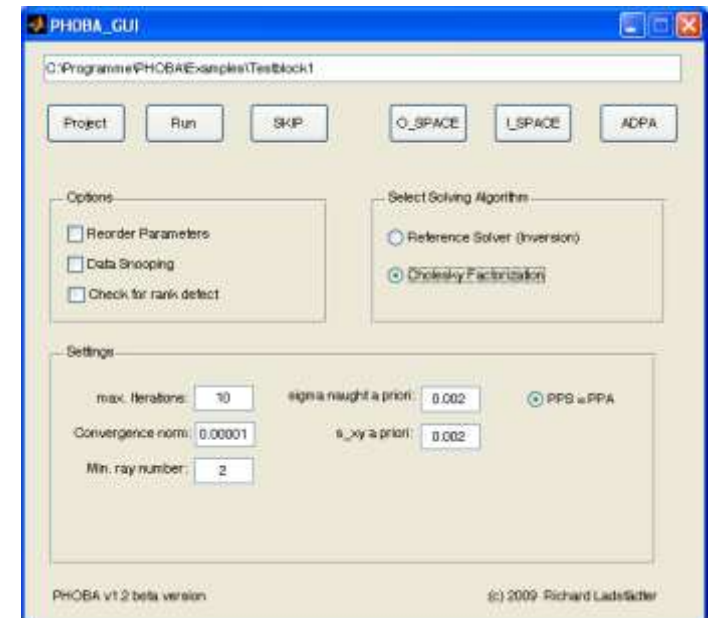 PHOBA_GUI
C:\Programme\PHOBA\Examples\Testblock1
Project Run SKIP O_SPACE I_SPACE ADPA
Options
Reorder Parameters
Data Snooping
Check for rank defect
Select Solving Algorithm
Reference Solver (Inversion)
Cholesky Factorization
Settings
max. Iterations: 10 sigma naught a priori: 0.002 PPS = PPA
Convergence norm: 0.00001 s_xy a priori: 0.002
Min. ray number: 2
PHOBA v1.2 beta version (c) 2009 Richard Ladstädter